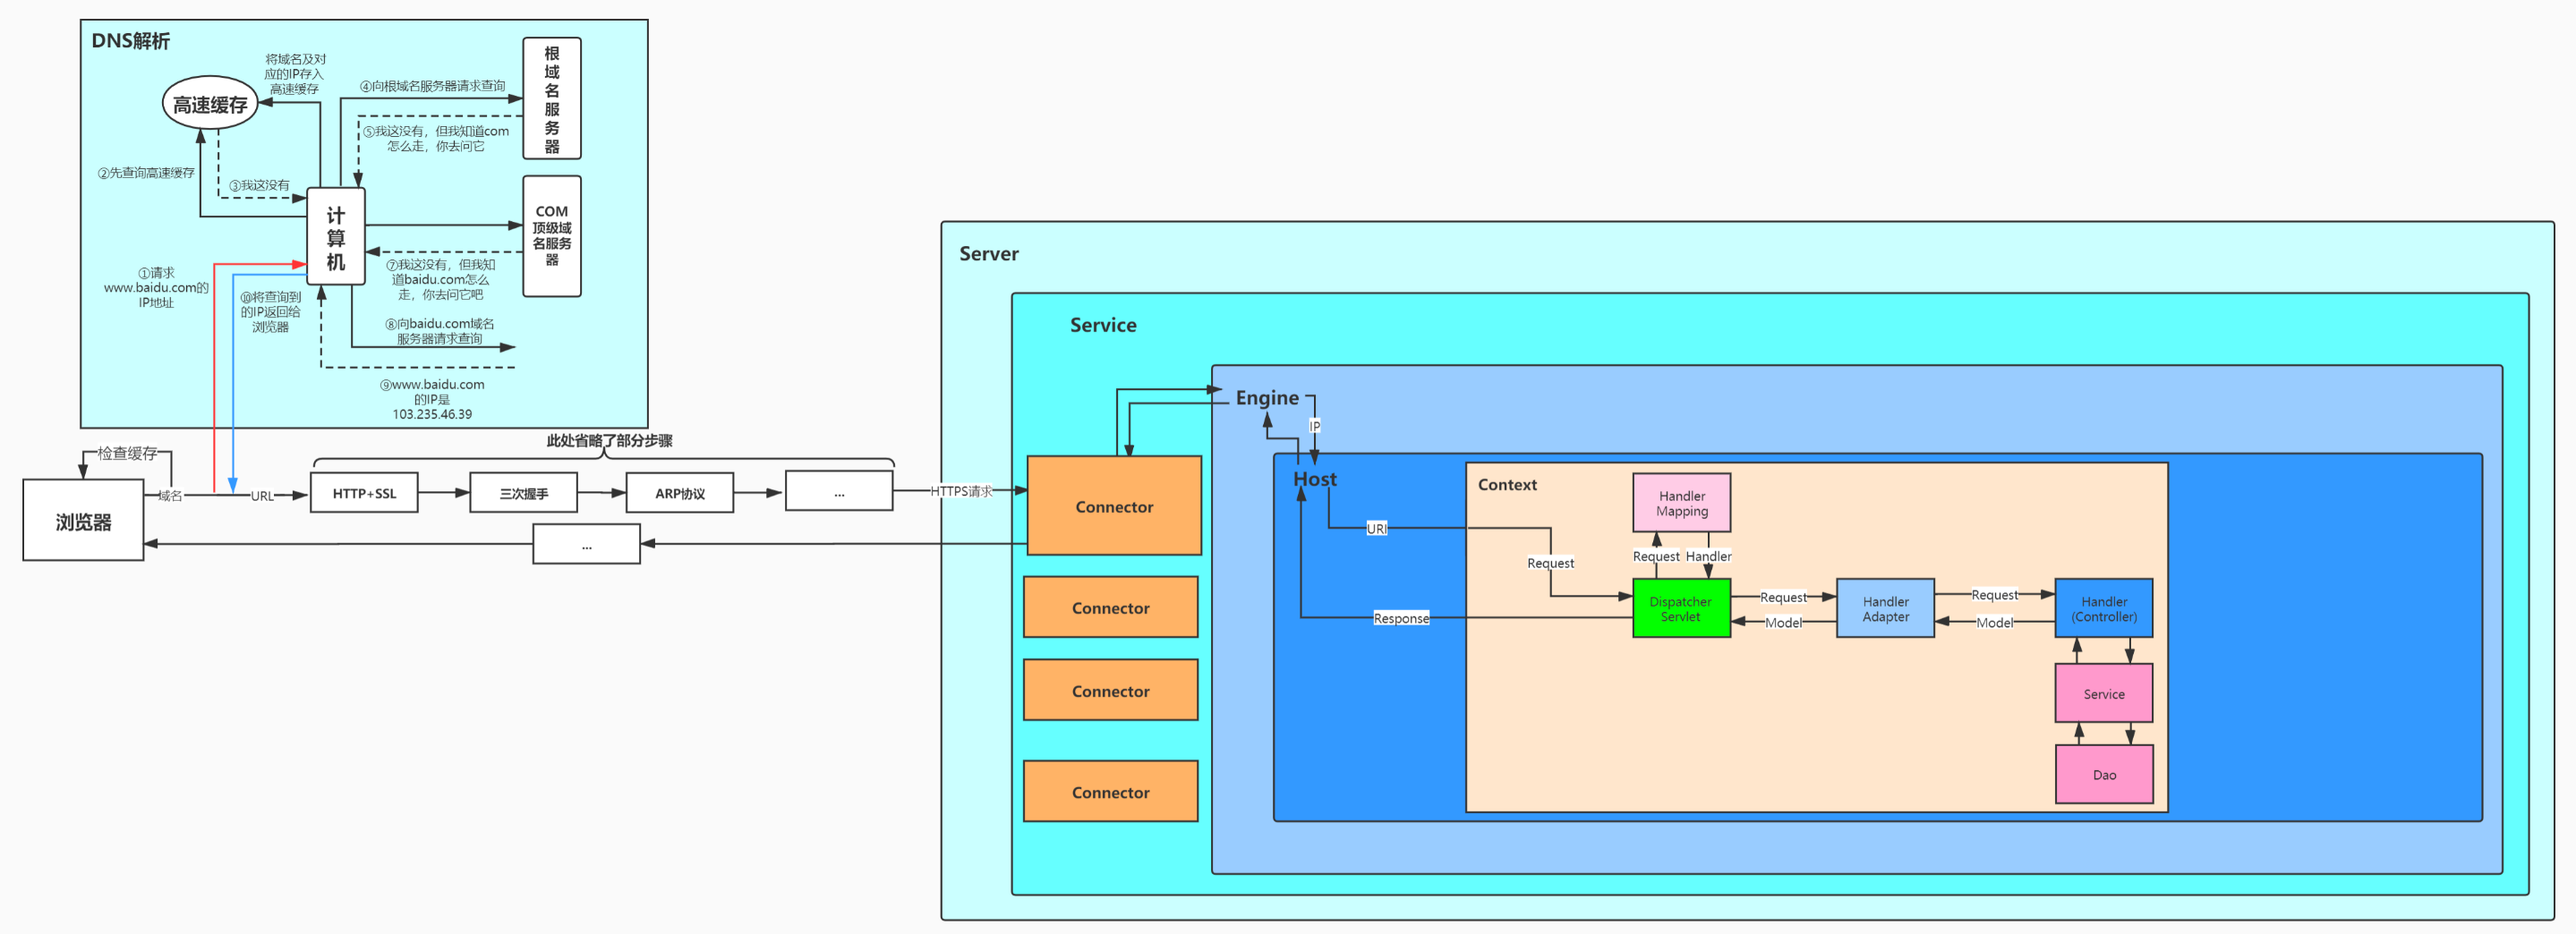 DNS解析
将域名及对
应的IP存入
高速缓存
高速缓存
④向根域名服务器请求查询
根
域
名
服
务
器
⑤我这没有，但我知道com
怎么走，你去问它
②先查询高速缓存
③我这没有
计
算
机
COM
顶级域
名服务
器
⑦我这没有，但我知
道baidu.com怎么
走，你去问它吧
①请求
www.baidu.com的
IP地址
⑩将查询到
的IP返回给
浏览器
⑧向baidu.com域名
服务器请求查询
⑨www.baidu.com
的IP是
103.235.46.39
此处省略了部分步骤
检查缓存
浏览器
域名
URL
HTTP+SSL
三次握手
ARP协议
...
HTTPS请求
...
Server
Service
Engine
IP
Host
Connector
Connector
Connector
Connector
URI
Request
Response
Context
Handler
Mapping
Request
Handler
Dispatcher
Servlet
Request
Model
Handler
Adapter
Request
Model
Handler
(Controller)
Service
Dao